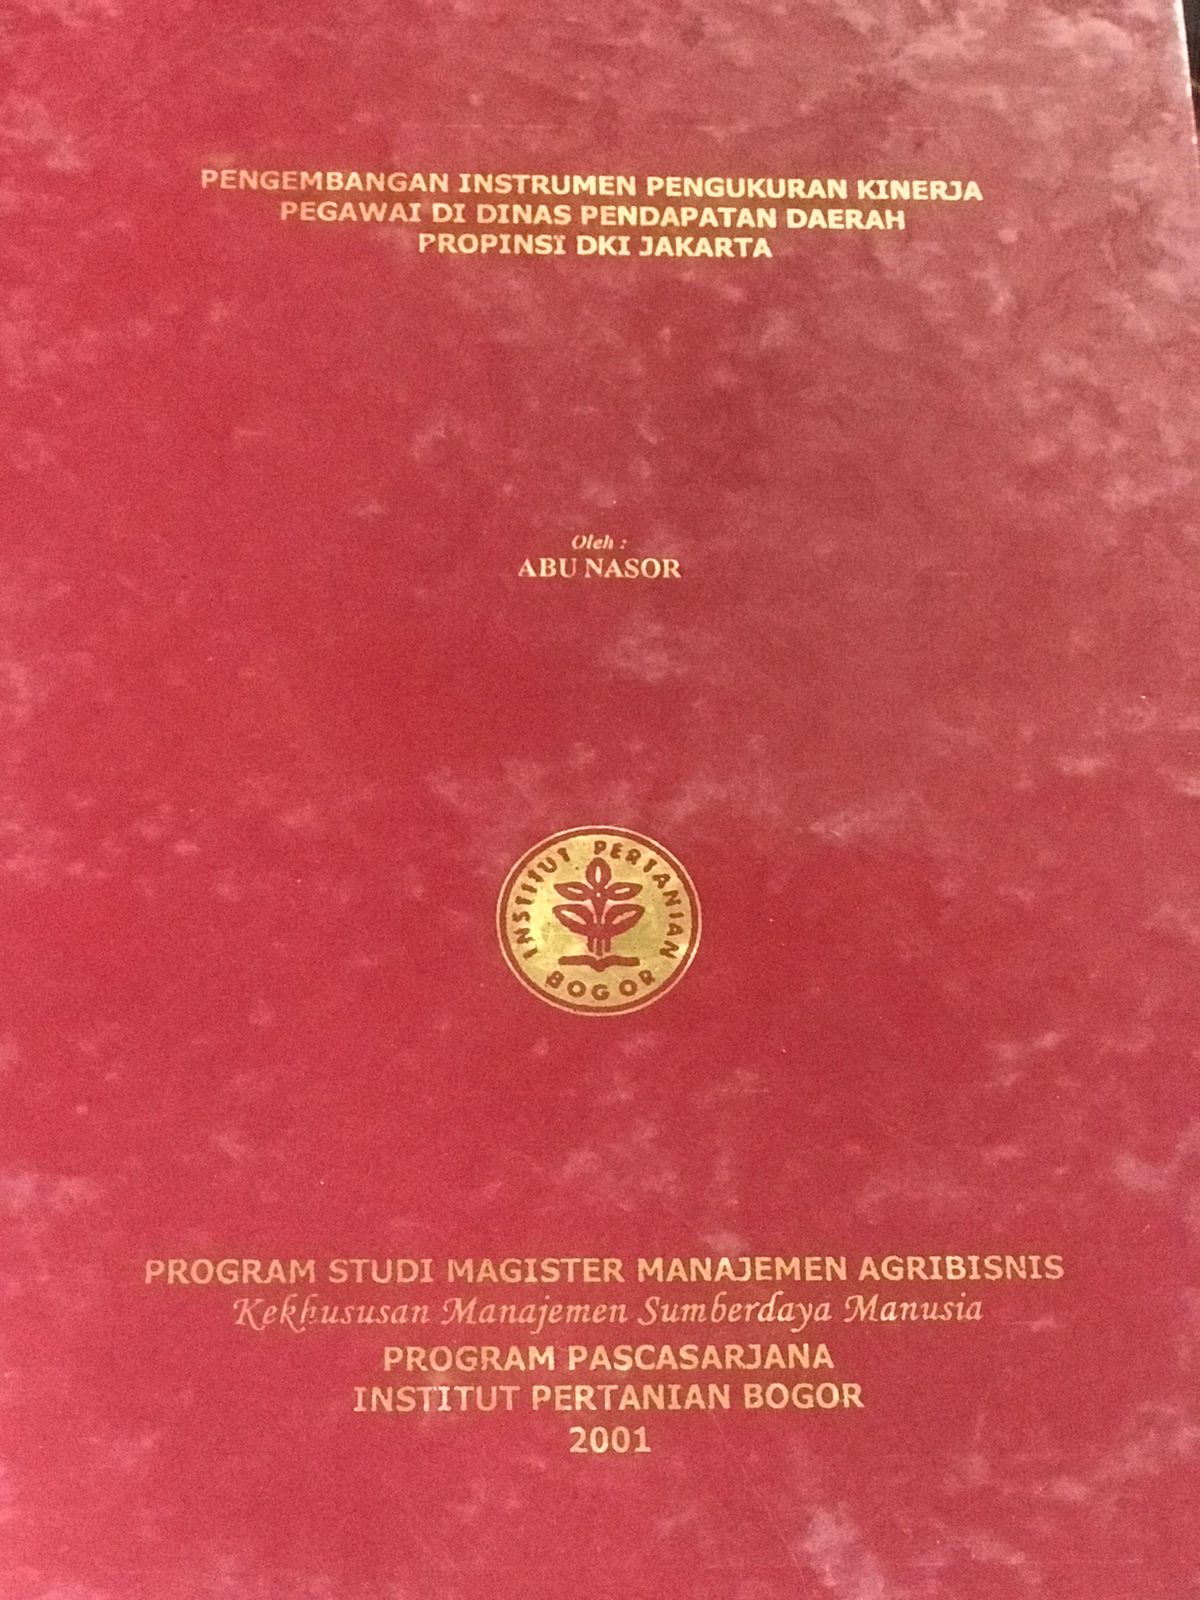 PENGEMBANGAN INSTRUMEN PENGUKURAN KINERJA
PEGAWAI DI DINAS PENDAPATAN DAERAH
PROPINSI DKI JAKARTA
Oleh :
ABU NASOR
INSTITUT PERTANIAN
BOGOR
PROGRAM STUDI MAGISTER MANAJEMEN AGRIBISNIS
Kekhususan Manajemen Sumberdaya Manusia
PROGRAM PASCASARJANA
INSTITUT PERTANIAN BOGOR
2001